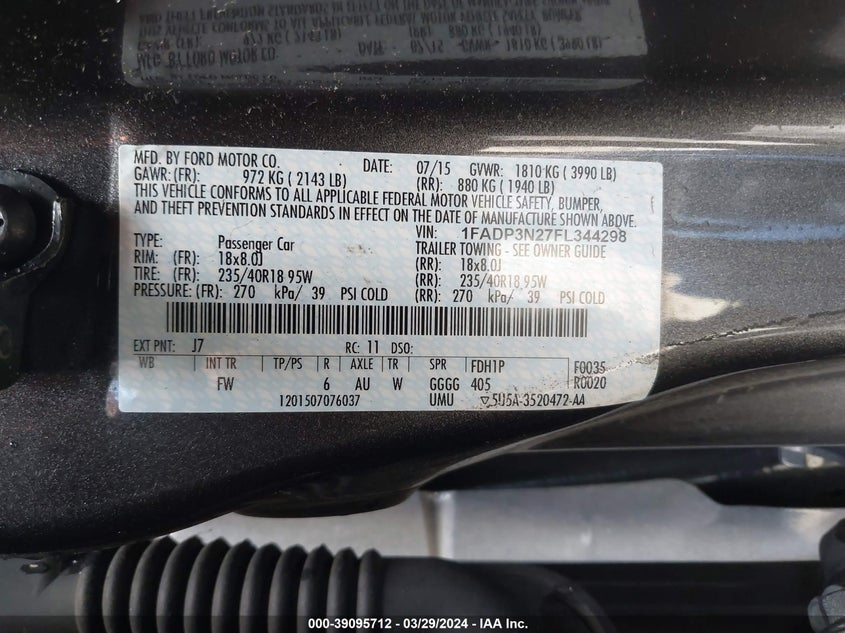 MFD. BY FORD MOTOR CO. DATE: 07/15 GVWR: 1810 KG ( 3990 LB)
GAWR: (FR): 972 KG ( 2143 LB) (RR): 880 KG ( 1940 LB)
THIS VEHICLE CONFORMS TO ALL APPLICABLE FEDERAL MOTOR VEHICLE SAFETY, BUMPER,
AND THEFT PREVENTION STANDARDS IN EFFECT ON THE DATE OF MANUFACTURE SHOWN ABOVE.
VIN: 1FADP3N27FL344298
TYPE: Passenger Car TRAILER TOWING - SEE OWNER GUIDE
RIM: (FR): 18x8.0J (RR): 18x8.0J
TIRE: (FR): 235/40R18 95W (RR): 235/40R18 95W
PRESSURE: (FR): 270 kPa/ 39 PSI COLD (RR): 270 kPa/ 39 PSI COLD
EXT PNT: J7 RC: 11 DSO:
WB INT TR TP/PS R AXLE TR SPR FDH1P F0035
FW 6 AU W GGGG 405 R0020
1201507076037 UMU ▽5U5A-3520472-AA
000-39095712 - 03/29/2024 - IAA Inc.